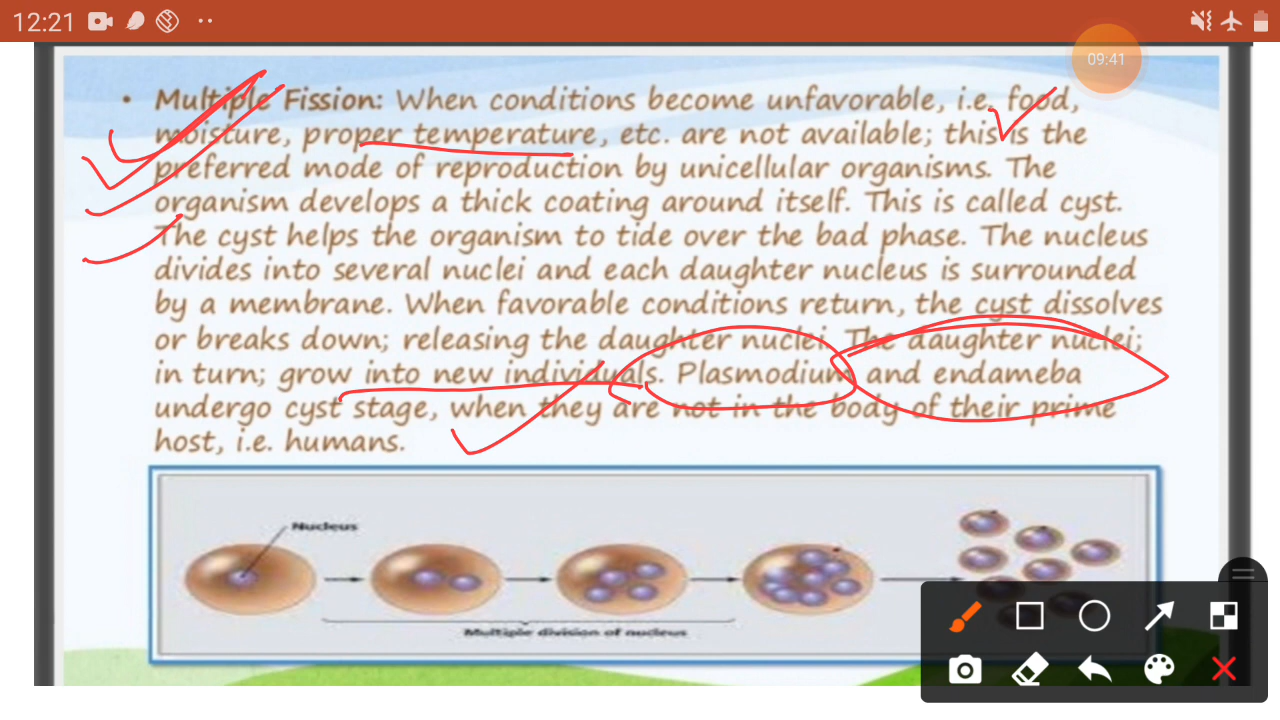 12:21
09:41
• Multiple Fission: When conditions become unfavorable, i.e. food,
moisture, proper temperature, etc. are not available; this is the
preferred mode of reproduction by unicellular organisms. The
organism develops a thick coating around itself. This is called cyst.
The cyst helps the organism to tide over the bad phase. The nucleus
divides into several nuclei and each daughter nucleus is surrounded
by a membrane. When favorable conditions return, the cyst dissolves
or breaks down; releasing the daughter nuclei. The daughter nuclei;
in turn; grow into new individuals. Plasmodium and endameba
undergo cyst stage, when they are not in the body of their prime
host, i.e. humans.
Nucleus
Multiple division of nucleus